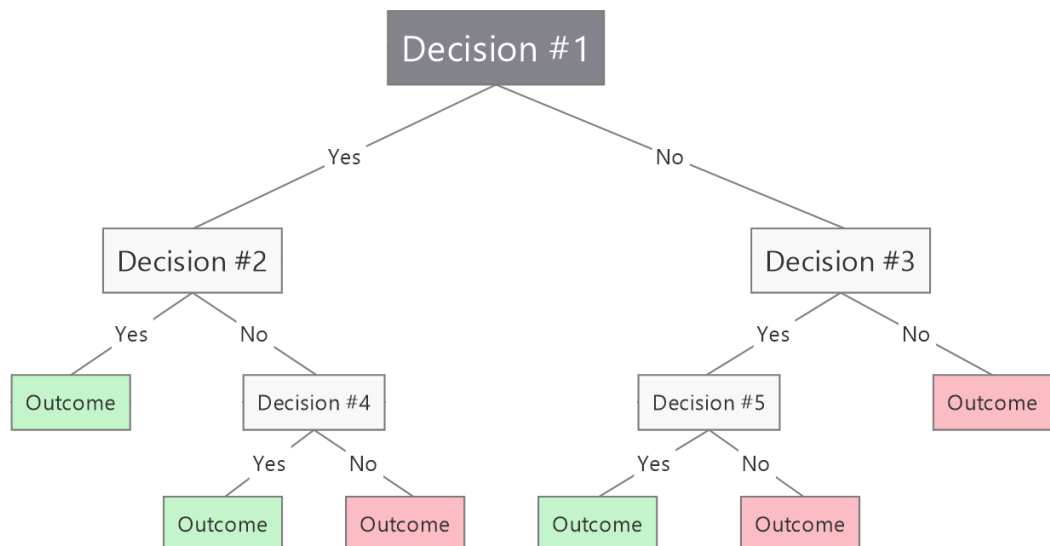 Decision #1
Yes
No
Decision #2
Decision #3
Yes
No
Yes
No
Outcome
Decision #4
Decision #5
Outcome
Yes
No
Yes
No
Outcome
Outcome
Outcome
Outcome